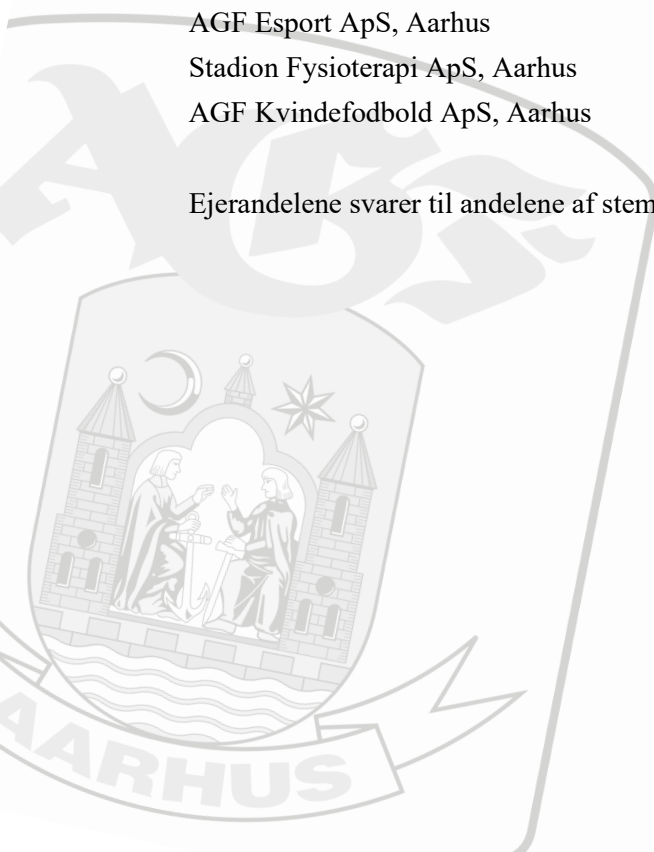 AGF Esport ApS, Aarhus
Stadion Fysioterapi ApS, Aarhus
AGF Kvindefodbold ApS, Aarhus
Ejerandelene svarer til andelene af stem
AGF
AARHUS